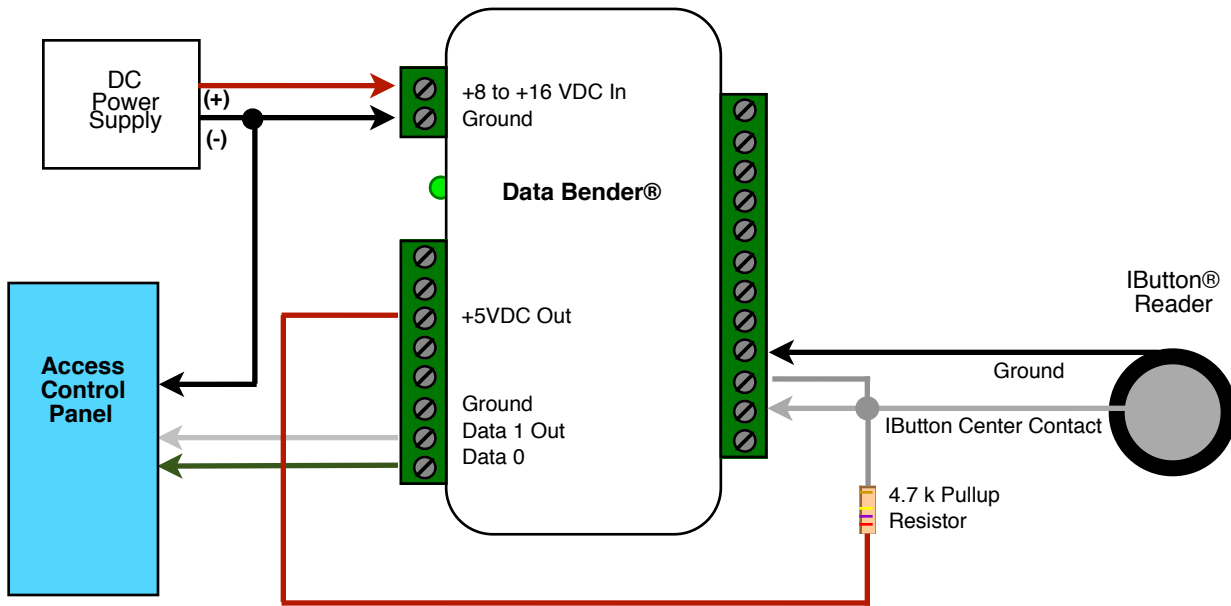 DC
Power
Supply
(+)
(-)
+8 to +16 VDC In
Ground
Data Bender®
+5VDC Out
Ground
Data 1 Out
Data 0
Access
Control
Panel
IButton®
Reader
Ground
IButton Center Contact
4.7 k Pullup
Resistor